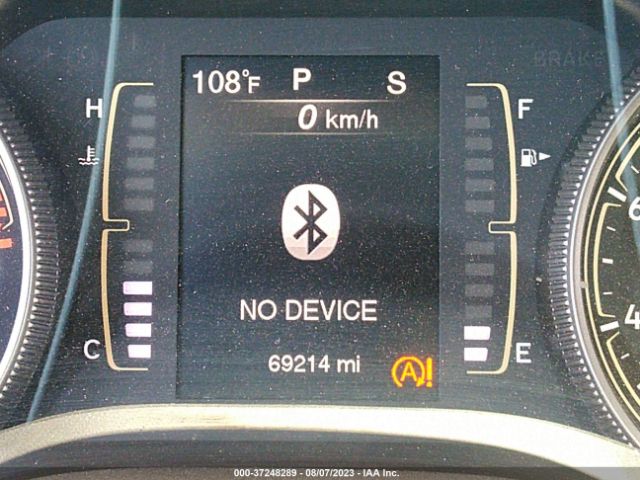 BRAKE
108°F P S
H
0 km/h
F
6
NO DEVICE
4
C
69214 mi
A!
E
000-37248289 - 08/07/2023 - IAA Inc.